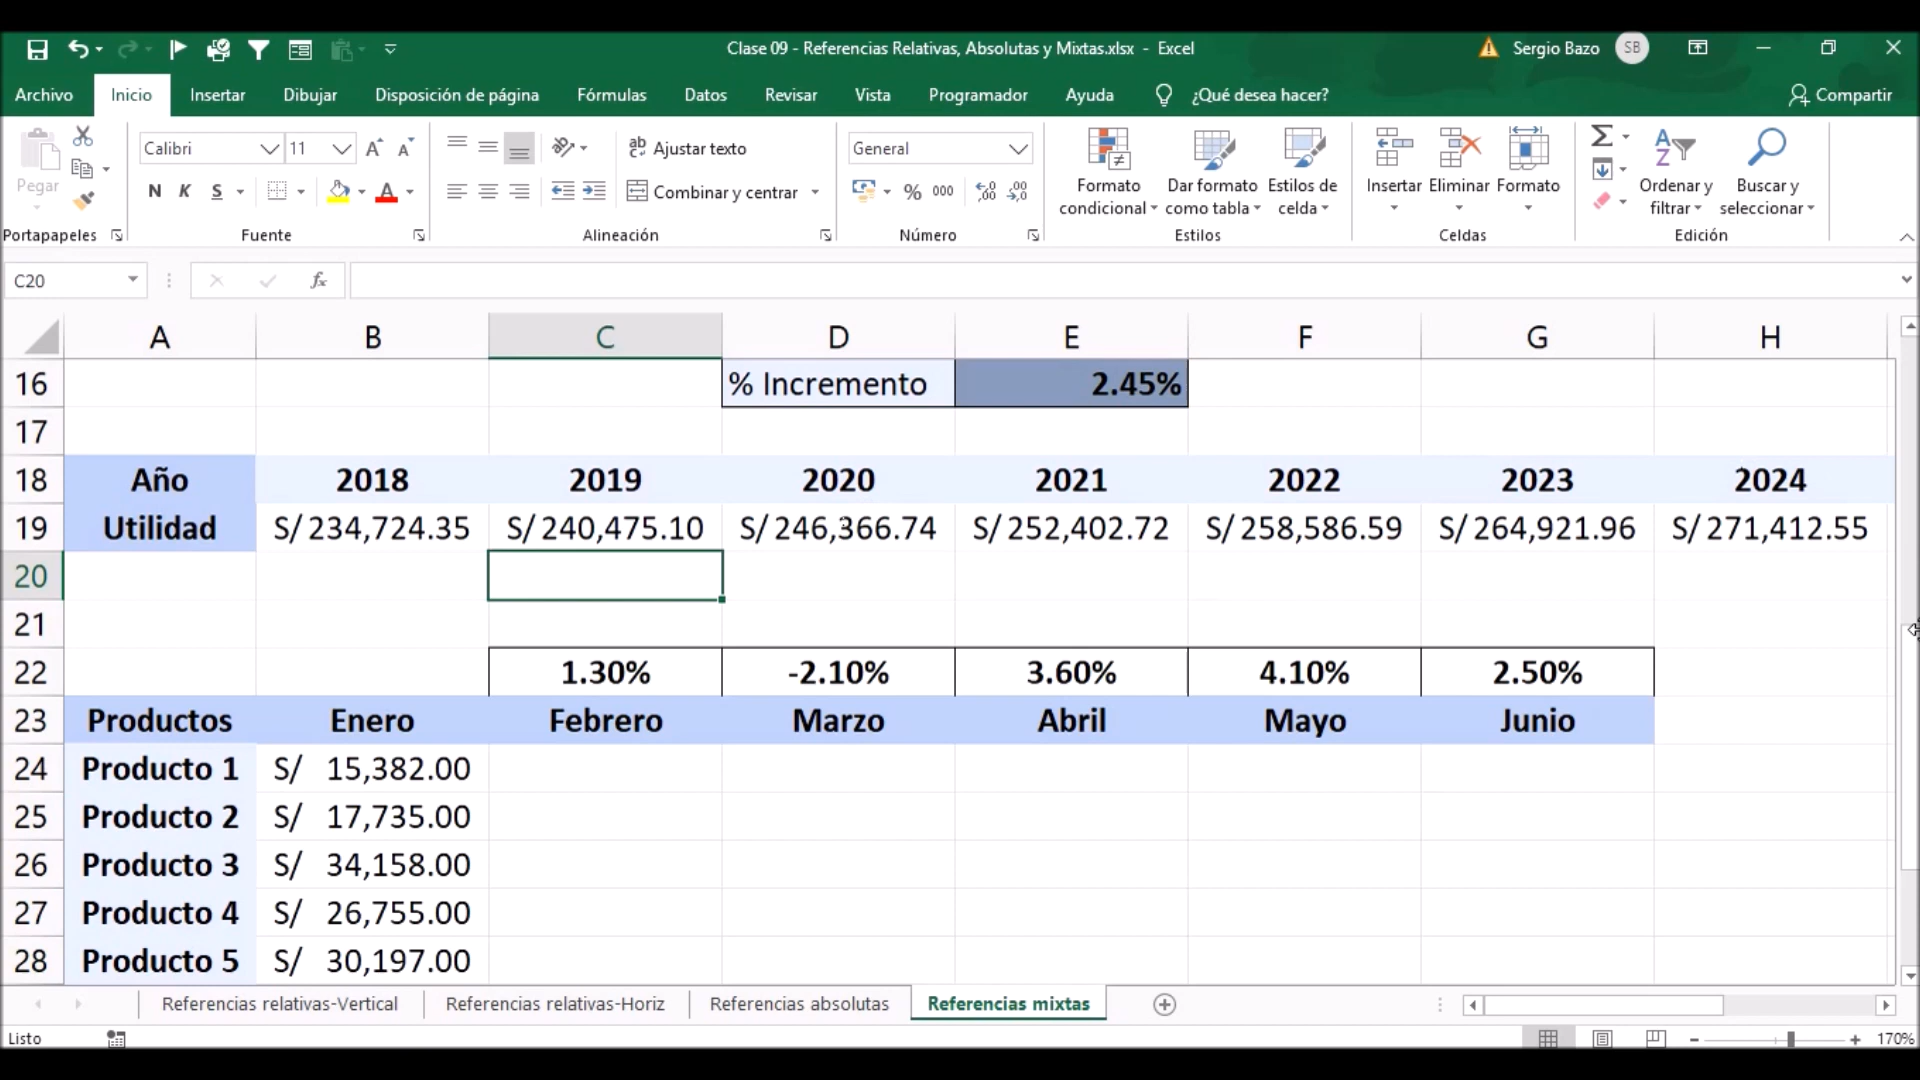 Clase 09 - Referencias Relativas, Absolutas y Mixtas.xlsx - Excel
Sergio Bazo SB
Archivo Inicio Insertar Dibujar Disposición de página Fórmulas Datos Revisar Vista Programador Ayuda ¿Qué desea hacer? Compartir
Pegar
Calibri 11
N K S
Ajustar texto
Combinar y centrar
General
% 000
Formato condicional
Dar formato como tabla
Estilos de celda
Insertar Eliminar Formato
Ordenar y filtrar
Buscar y seleccionar
Portapapeles Fuente Alineación Número Estilos Celdas Edición
C20 fx
A B C D E F G H
16 % Incremento 2.45%
17
18 Año 2018 2019 2020 2021 2022 2023 2024
19 Utilidad S/ 234,724.35 S/ 240,475.10 S/ 246,366.74 S/ 252,402.72 S/ 258,586.59 S/ 264,921.96 S/ 271,412.55
20
21
22 1.30% -2.10% 3.60% 4.10% 2.50%
23 Productos Enero Febrero Marzo Abril Mayo Junio
24 Producto 1 S/ 15,382.00
25 Producto 2 S/ 17,735.00
26 Producto 3 S/ 34,158.00
27 Producto 4 S/ 26,755.00
28 Producto 5 S/ 30,197.00
Referencias relativas-Vertical Referencias relativas-Horiz Referencias absolutas Referencias mixtas
Listo 170%